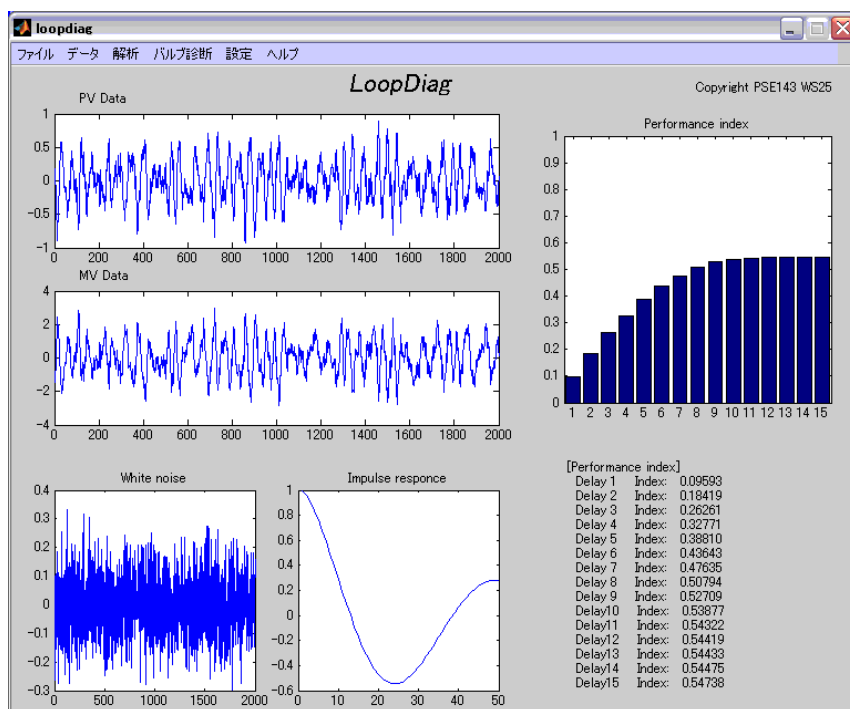 loopdiag
ファイル データ 解析 バルブ診断 設定 ヘルプ
LoopDiag
Copyright PSE143 WS25
PV Data
1
0.5
0
-0.5
-1
0 200 400 600 800 1000 1200 1400 1600 1800 2000
MV Data
4
2
0
-2
-4
0 200 400 600 800 1000 1200 1400 1600 1800 2000
Performance index
1
0.9
0.8
0.7
0.6
0.5
0.4
0.3
0.2
0.1
0
1 2 3 4 5 6 7 8 9 10 11 12 13 14 15
White noise
0.4
0.3
0.2
0.1
0
-0.1
-0.2
-0.3
0 500 1000 1500 2000
Impulse responce
1
0.8
0.6
0.4
0.2
0
-0.2
-0.4
-0.6
0 10 20 30 40 50
[Performance index]
Delay 1 Index: 0.09593
Delay 2 Index: 0.18419
Delay 3 Index: 0.26261
Delay 4 Index: 0.32771
Delay 5 Index: 0.38810
Delay 6 Index: 0.43643
Delay 7 Index: 0.47635
Delay 8 Index: 0.50794
Delay 9 Index: 0.52709
Delay10 Index: 0.53877
Delay11 Index: 0.54322
Delay12 Index: 0.54419
Delay13 Index: 0.54433
Delay14 Index: 0.54475
Delay15 Index: 0.54738